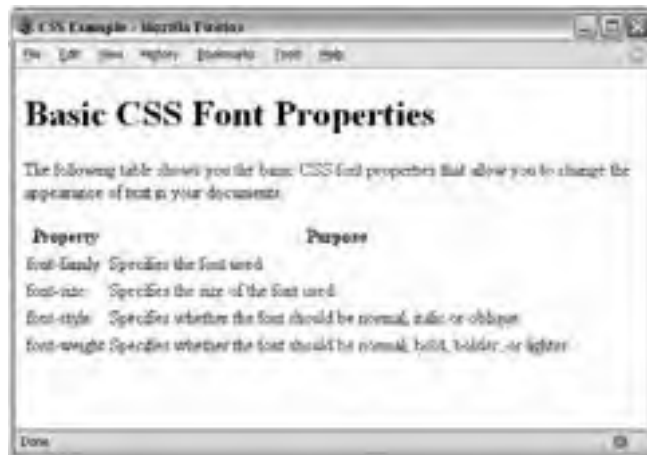 CSS Example - Mozilla Firefox
File Edit View History Bookmarks Tools Help
Basic CSS Font Properties
The following table shows you the basic CSS font properties that allow you to change the
appearance of text in your documents
Property Purpose
font-family Specifies the font used
font-size Specifies the size of the font used
font-style Specifies whether the font should be normal, italic or oblique
font-weight Specifies whether the font should be normal, bold, bolder, or lighter
Done